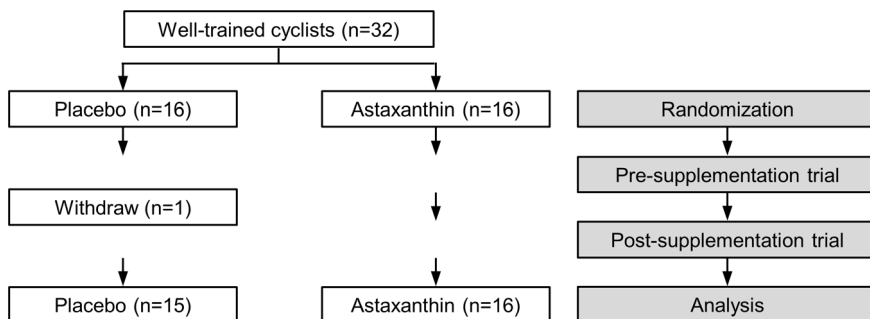 Well-trained cyclists (n=32)
Placebo (n=16)
Astaxanthin (n=16)
Randomization
Pre-supplementation trial
Withdraw (n=1)
Post-supplementation trial
Placebo (n=15)
Astaxanthin (n=16)
Analysis